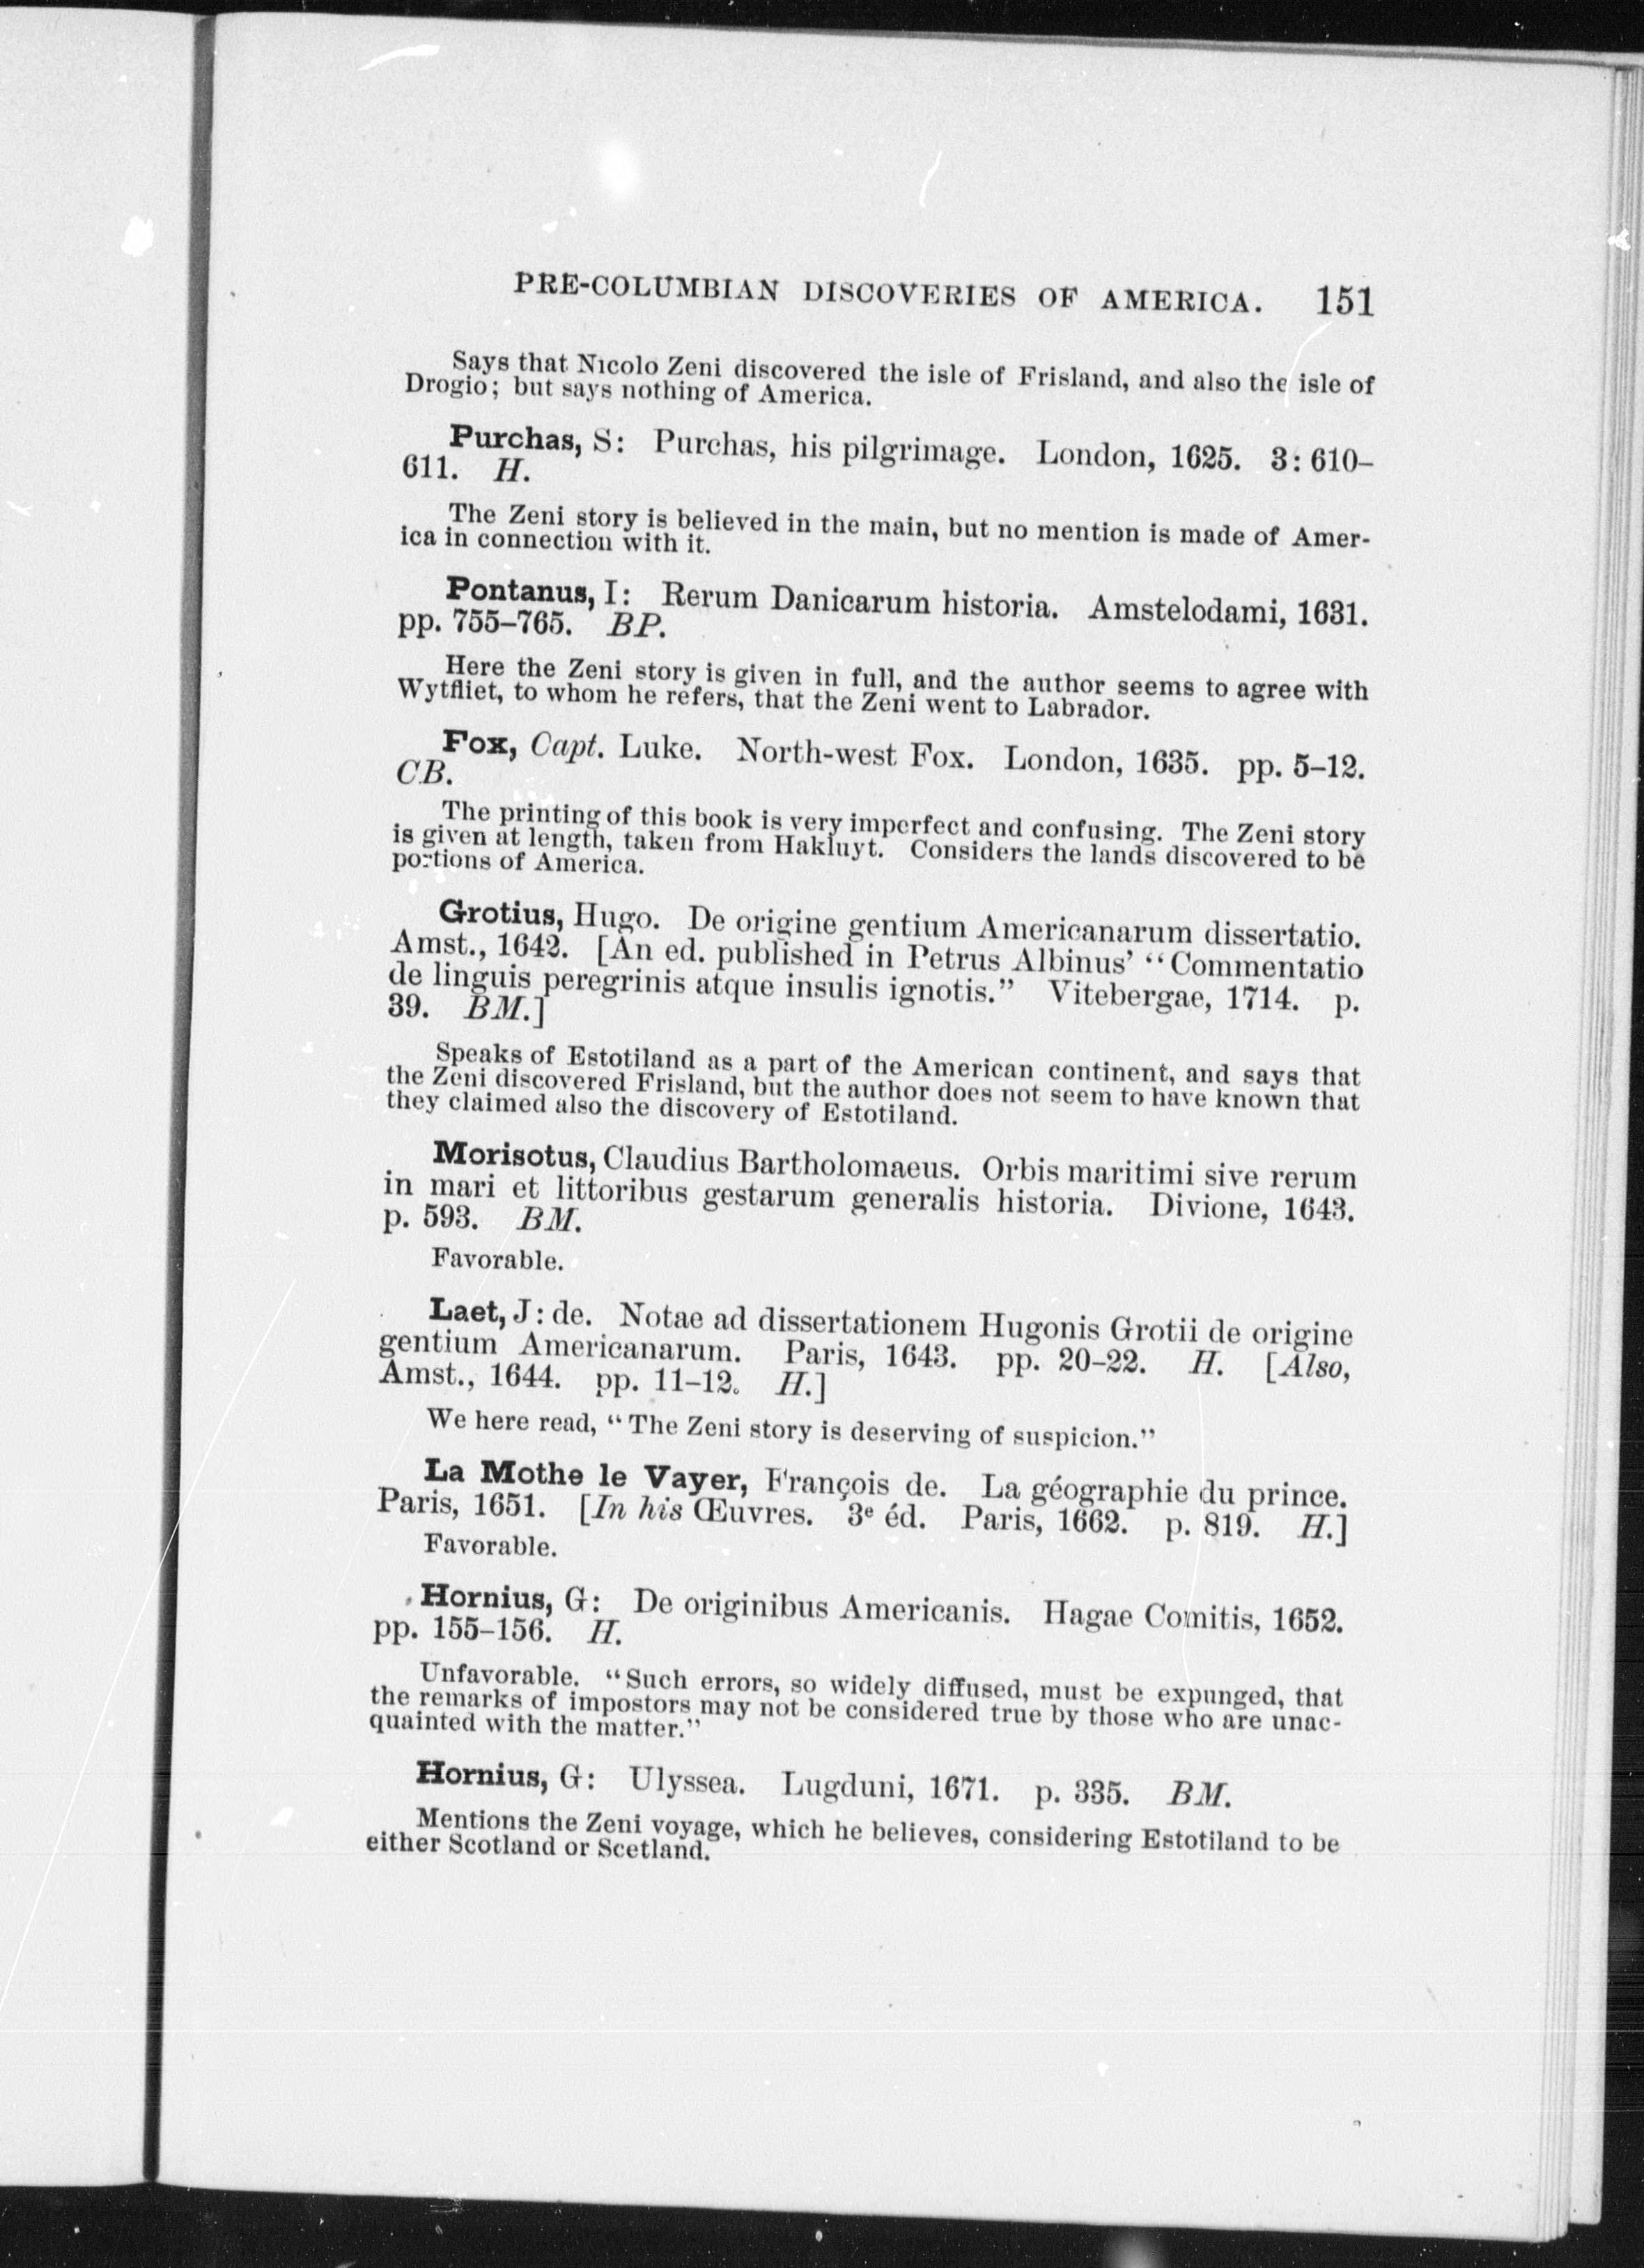 PRE-COLUMBIAN DISCOVERIES OF AMERICA. 151
Says that Nicolo Zeni discovered the isle of Frisland, and also the isle of
Drogio; but says nothing of America.
Purchas, S: Purchas, his pilgrimage. London, 1625. 3: 610–
611. H.
The Zeni story is believed in the main, but no mention is made of Amer-
ica in connection with it.
Pontanus, I: Rerum Danicarum historia. Amstelodami, 1631.
pp. 755–765. BP.
Here the Zeni story is given in full, and the author seems to agree with
Wytfliet, to whom he refers, that the Zeni went to Labrador.
Fox, Capt. Luke. North-west Fox. London, 1635. pp. 5–12.
CB.
The printing of this book is very imperfect and confusing. The Zeni story
is given at length, taken from Hakluyt. Considers the lands discovered to be
portions of America.
Grotius, Hugo. De origine gentium Americanarum dissertatio.
Amst., 1642. [An ed. published in Petrus Albinus' “Commentatio
de linguis peregrinis atque insulis ignotis.” Vitebergae, 1714. p.
39. BM.]
Speaks of Estotiland as a part of the American continent, and says that
the Zeni discovered Frisland, but the author does not seem to have known that
they claimed also the discovery of Estotiland.
Morisotus, Claudius Bartholomaeus. Orbis maritimi sive rerum
in mari et littoribus gestarum generalis historia. Divione, 1643.
p. 593. BM.
Favorable.
Laet, J: de. Notae ad dissertationem Hugonis Grotii de origine
gentium Americanarum. Paris, 1643. pp. 20–22. H. [Also,
Amst., 1644. pp. 11–12. H.]
We here read, “The Zeni story is deserving of suspicion.”
La Mothe le Vayer, François de. La géographie du prince.
Paris, 1651. [In his Œuvres. 3e éd. Paris, 1662. p. 819. H.]
Favorable.
Hornius, G: De originibus Americanis. Hagae Comitis, 1652.
pp. 155–156. H.
Unfavorable. “Such errors, so widely diffused, must be expunged, that
the remarks of impostors may not be considered true by those who are unac-
quainted with the matter.”
Hornius, G: Ulyssea. Lugduni, 1671. p. 335. BM.
Mentions the Zeni voyage, which he believes, considering Estotiland to be
either Scotland or Scetland.